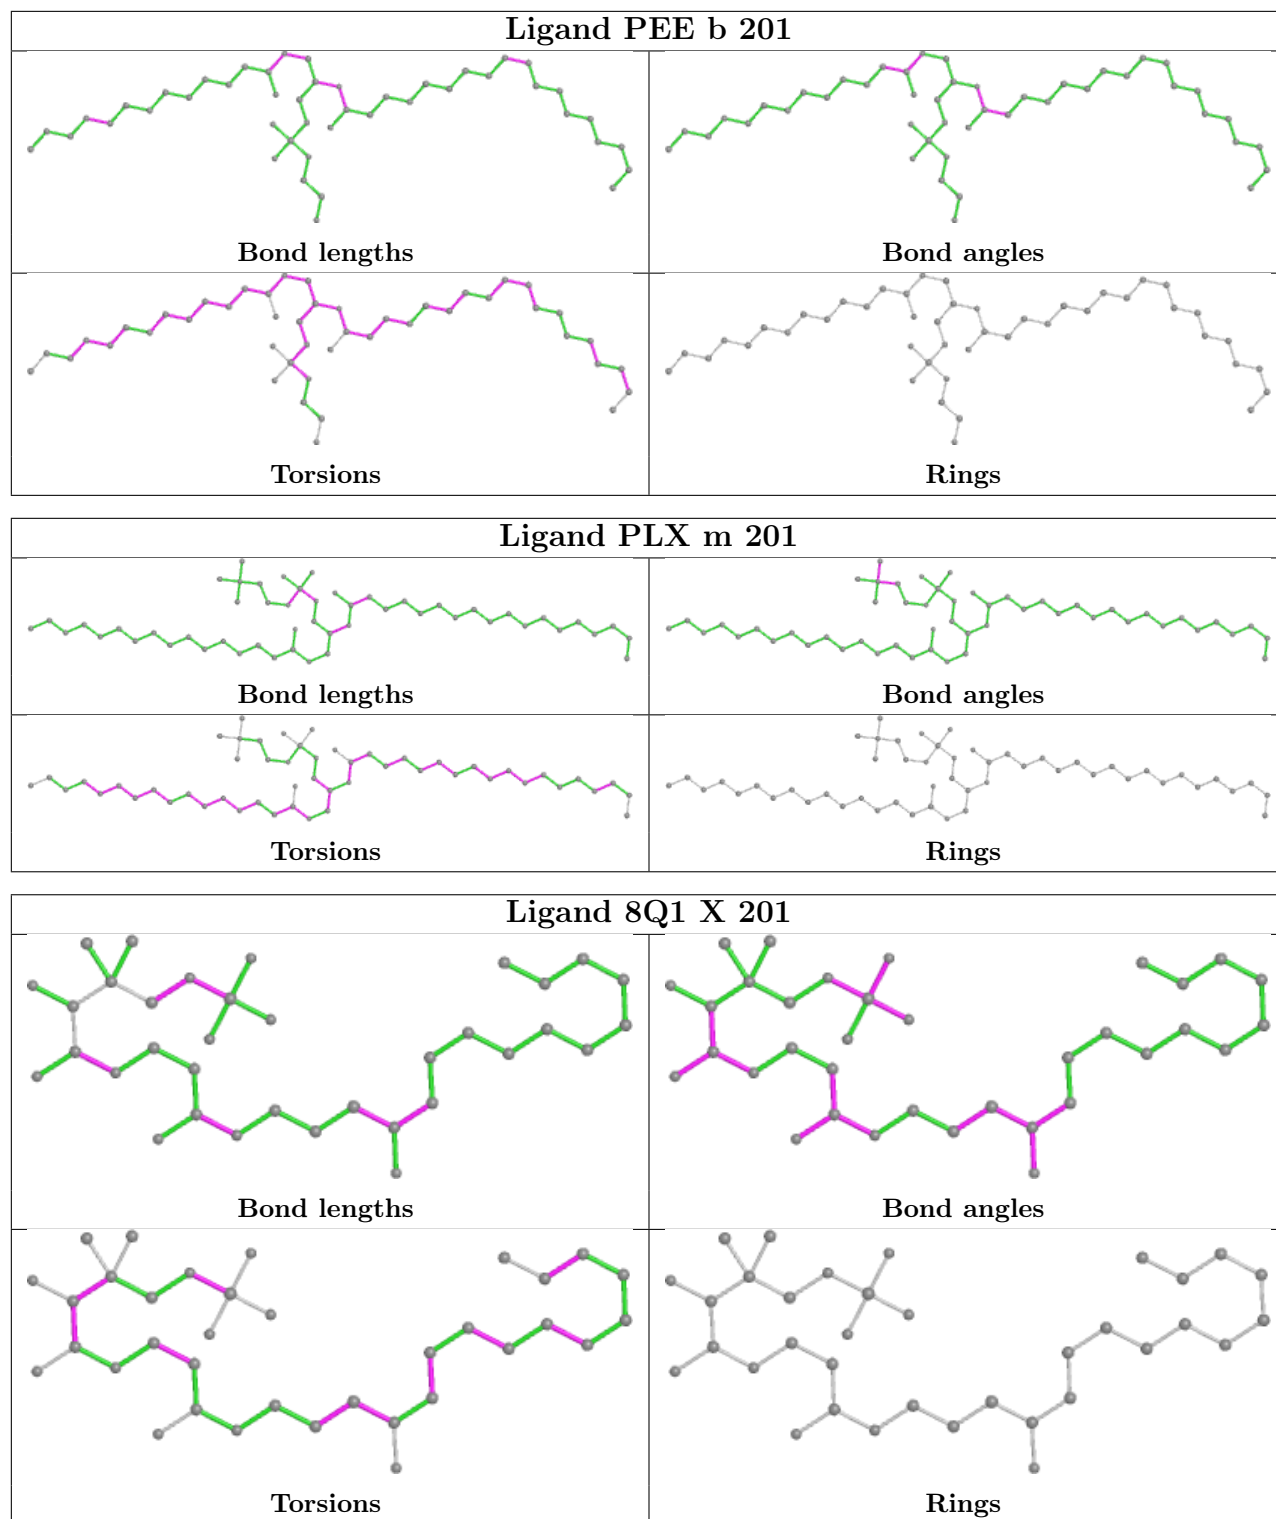 Ligand PEE b 201
Bond lengths
Bond angles
Torsions
Rings
Ligand PLX m 201
Bond lengths
Bond angles
Torsions
Rings
Ligand 8Q1 X 201
Bond lengths
Bond angles
Torsions
Rings